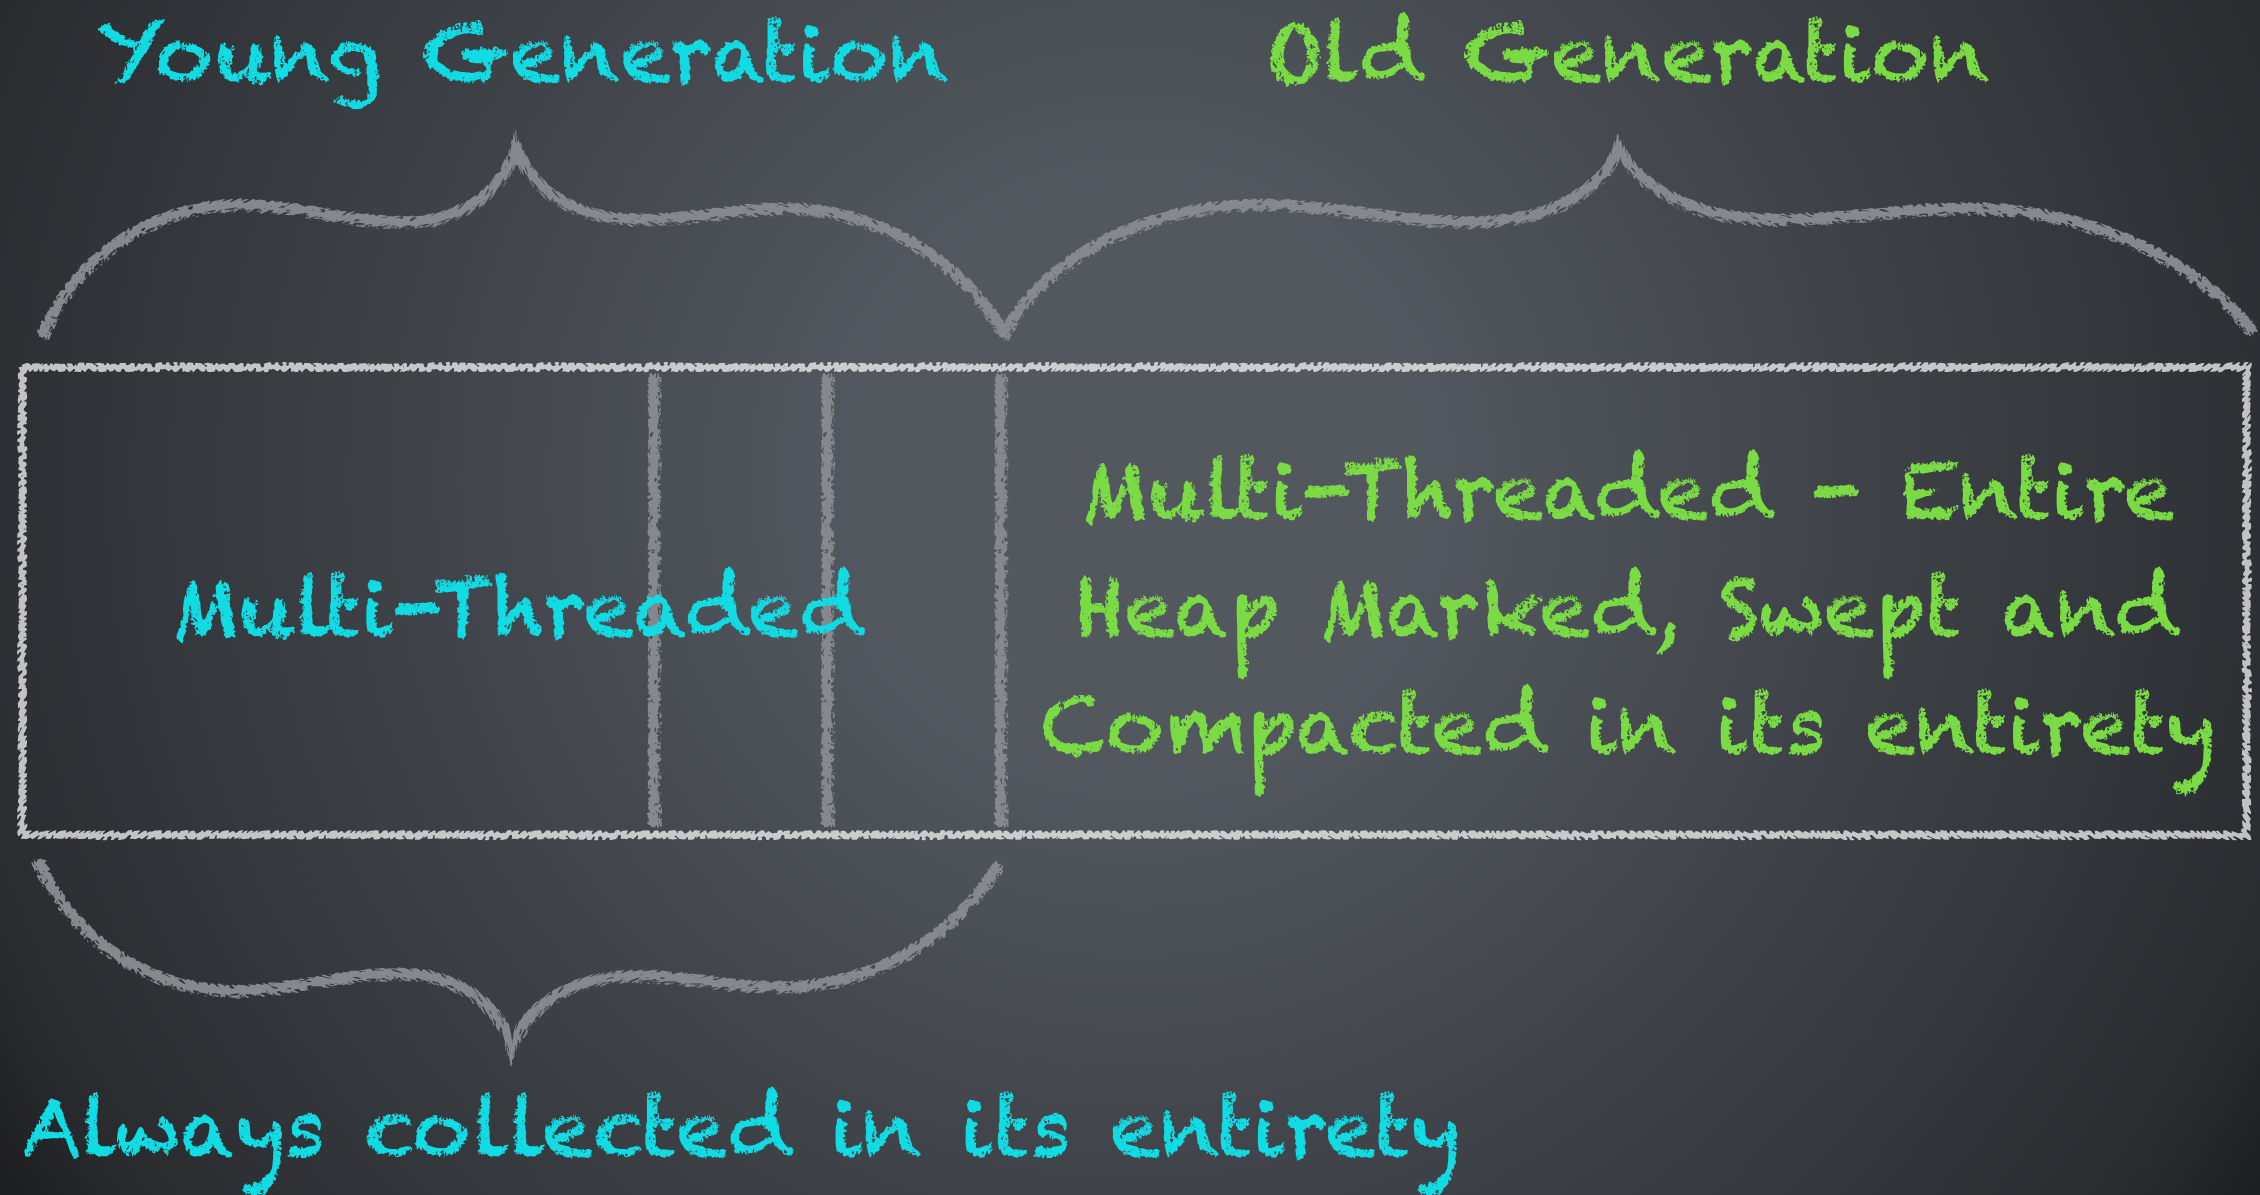 Young Generation
Old Generation
Multi-Threaded
Multi-Threaded - Entire
Heap Marked, Swept and
Compacted in its entirety
Always collected in its entirety